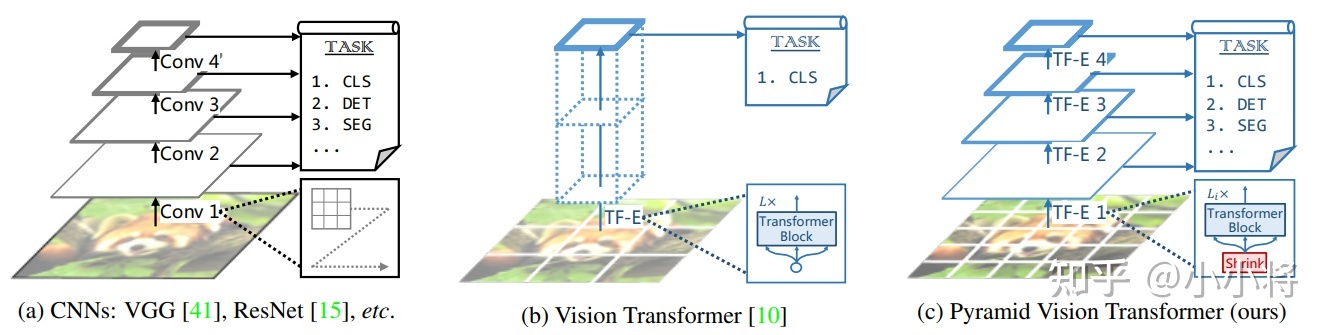 Conv 4
Conv 3
Conv 2
Conv 1
TASK
1. CLS
2. DET
3. SEG
...
(a) CNNs: VGG [41], ResNet [15], etc.
TF-E
TASK
1. CLS
L×
Transformer
Block
(b) Vision Transformer [10]
TF-E 4
TF-E 3
TF-E 2
TF-E 1
TASK
1. CLS
2. DET
3. SEG
...
Lᵢ×
Transformer
Block
Shrink
(c) Pyramid Vision Transformer (ours)
知乎 @小小将